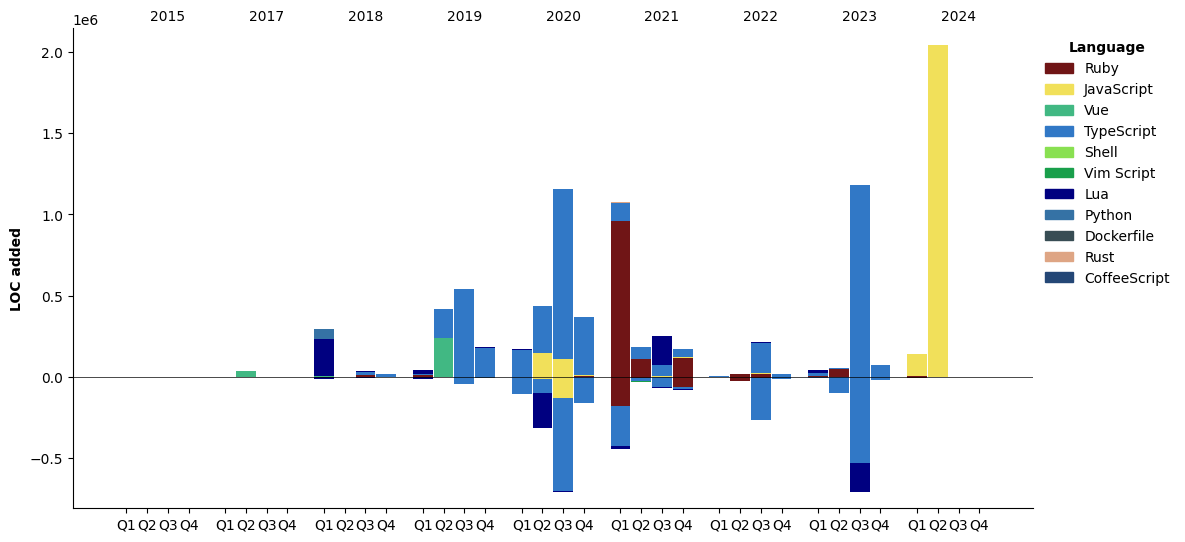 1e6
2015 2017 2018 2019 2020 2021 2022 2023 2024
2.0
1.5
1.0
0.5
0.0
−0.5
LOC added
Q1 Q2 Q3 Q4 Q1 Q2 Q3 Q4 Q1 Q2 Q3 Q4 Q1 Q2 Q3 Q4 Q1 Q2 Q3 Q4 Q1 Q2 Q3 Q4 Q1 Q2 Q3 Q4 Q1 Q2 Q3 Q4 Q1 Q2 Q3 Q4
Language
Ruby
JavaScript
Vue
TypeScript
Shell
Vim Script
Lua
Python
Dockerfile
Rust
CoffeeScript